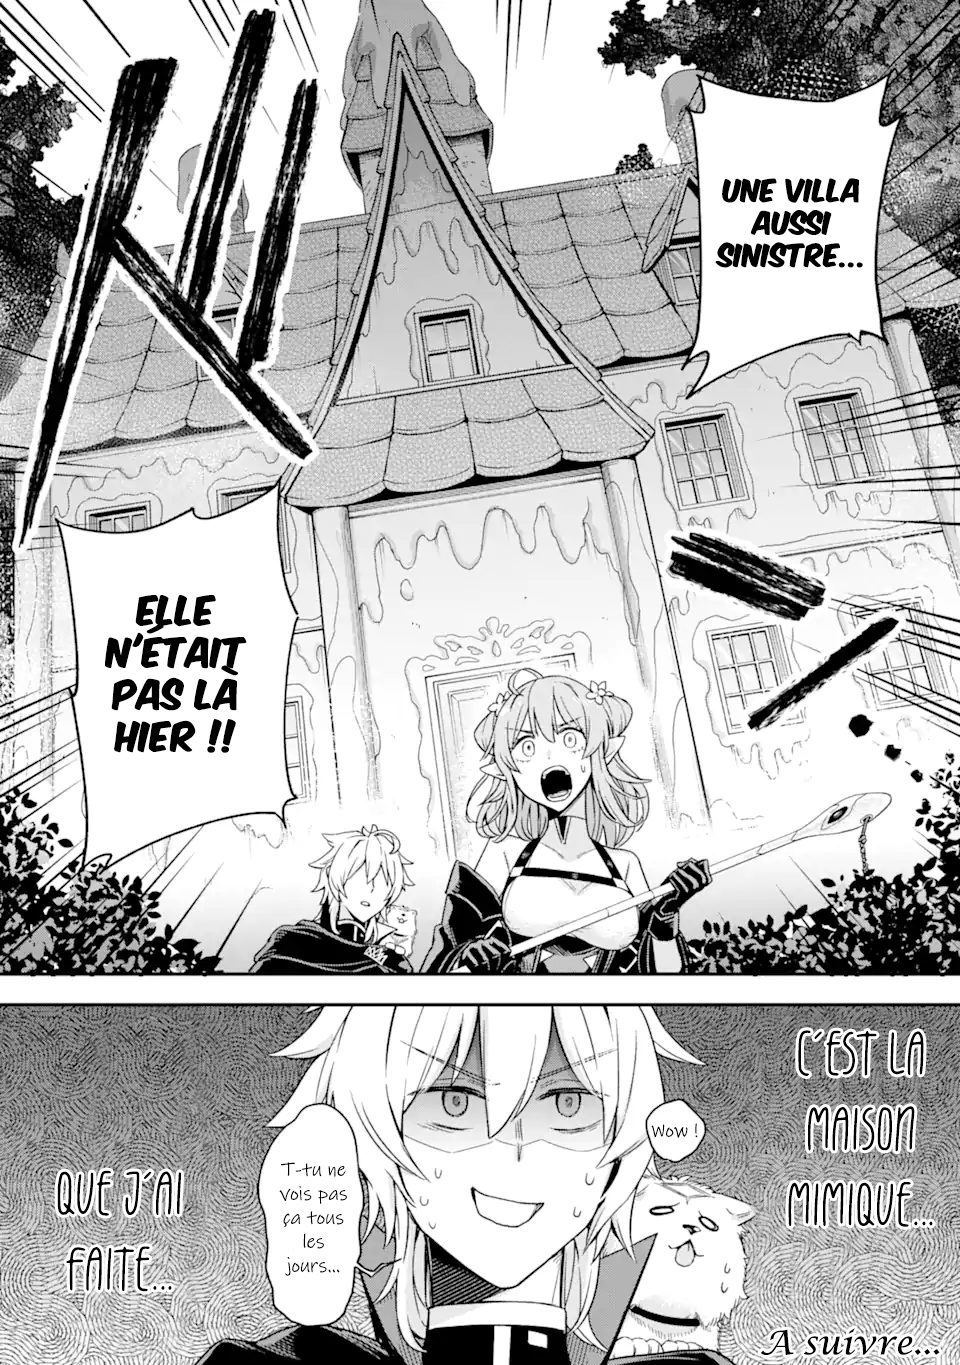 UNE VILLA
AUSSI
SINISTRE...
ELLE
N'ÉTAIT
PAS LÀ
HIER !!
C'EST LA
MAISON
MIMIQUE...
Wow !
T-tu ne
vois pas
ça tous
les
jours...
QUE J'AI
FAITE...
A suivre...